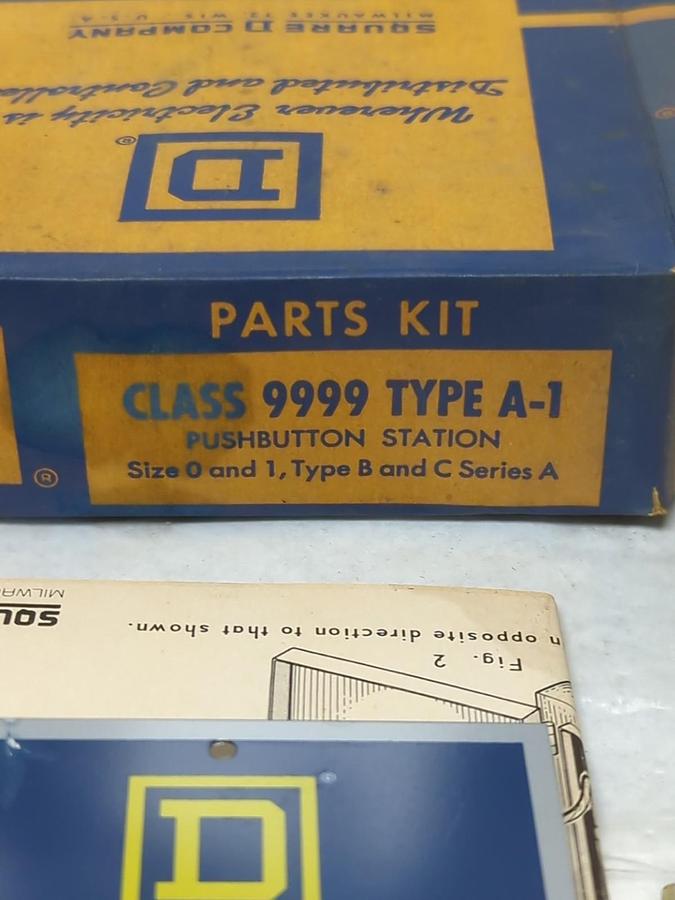 SQUARE D COMPANY
MILWAUKEE 12, WIS. U·S·A
Wherever Electricity is
Distributed and
D
®
PARTS KIT
CLASS 9999 TYPE A-1
PUSHBUTTON STATION
Size 0 and 1, Type B and C Series A
®
opposite direction to that shown.
Fig. 2
D